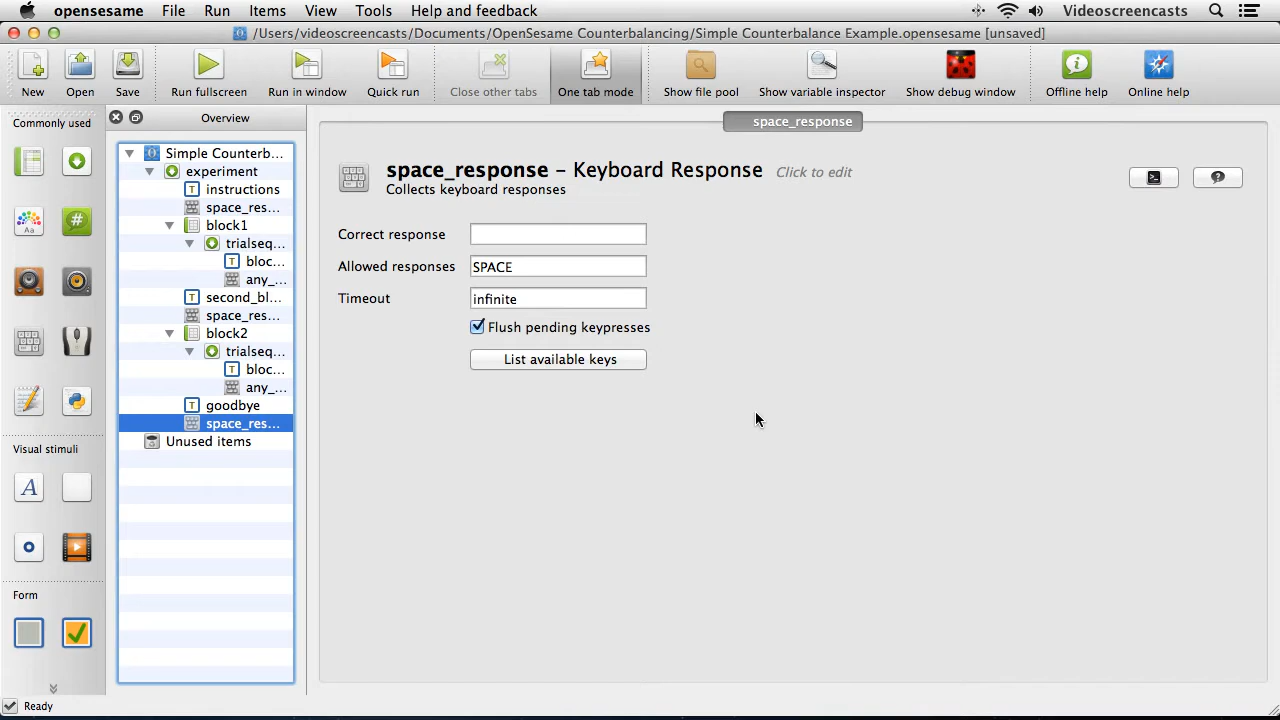 opensesame File Run Items View Tools Help and feedback Videoscreencasts
/Users/videoscreencasts/Documents/OpenSesame Counterbalancing/Simple Counterbalance Example.opensesame [unsaved]
New Open Save Run fullscreen Run in window Quick run Close other tabs One tab mode Show file pool Show variable inspector Show debug window Offline help Online help
Commonly used
Aa
#
A
Visual stimuli
Form
Overview
Simple Counterb...
experiment
T instructions
space_res...
block1
trialseq...
T bloc...
any_...
T second_bl...
space_res...
block2
trialseq...
T bloc...
any_...
T goodbye
space_res...
Unused items
space_response
space_response – Keyboard Response Click to edit
Collects keyboard responses
Correct response
Allowed responses SPACE
Timeout infinite
Flush pending keypresses
List available keys
Ready